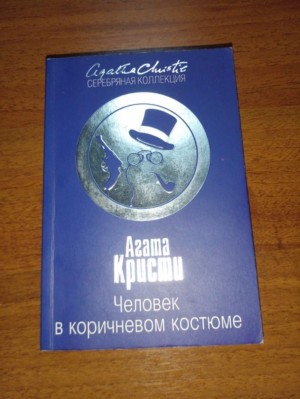 Agatha Christie
СЕРЕБРЯНАЯ КОЛЛЕКЦИЯ
Агата
Кристи
Человек
в коричневом костюме